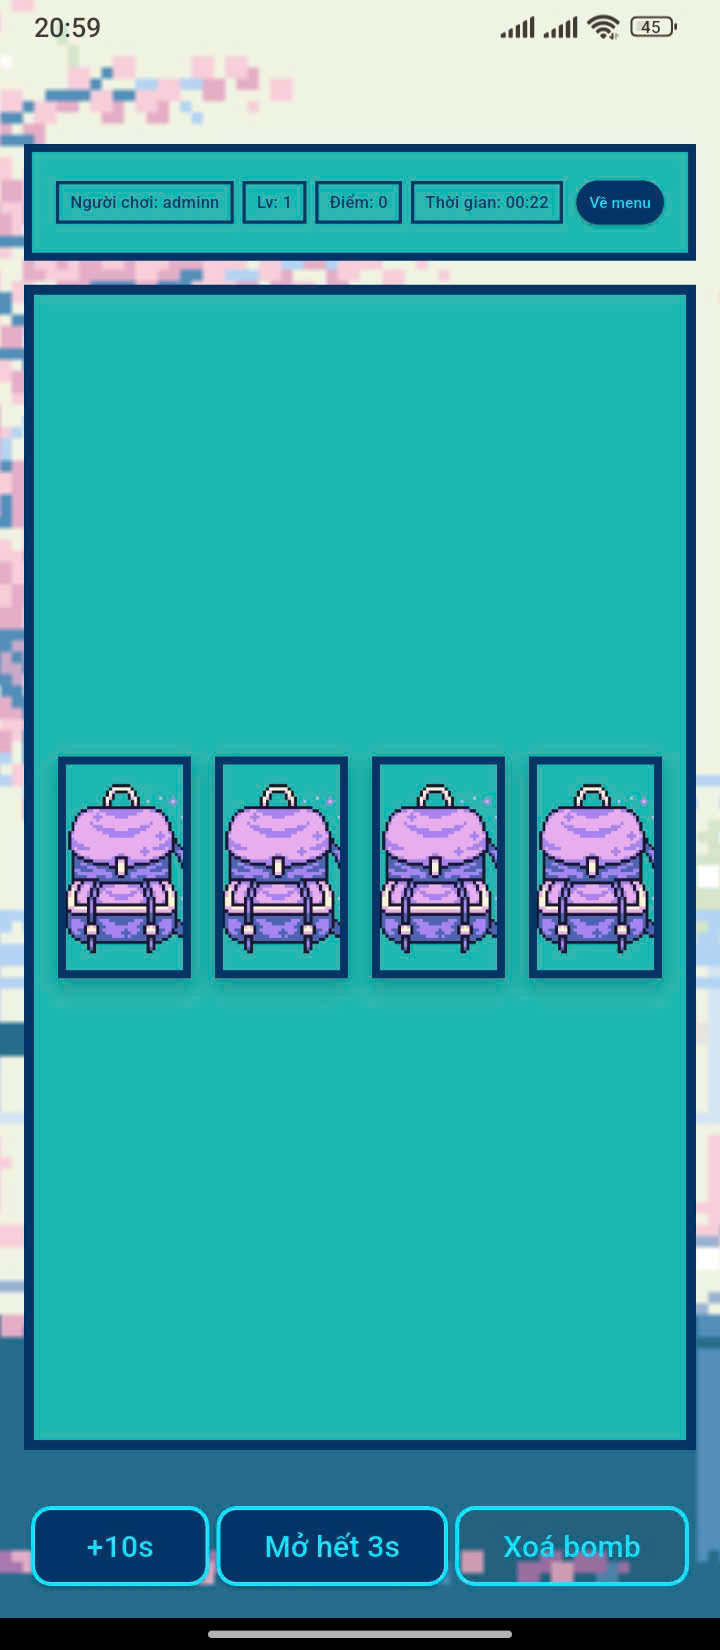 20:59
45
Người chơi: adminn
Lv: 1
Điểm: 0
Thời gian: 00:22
Về menu
+10s
Mở hết 3s
Xoá bomb